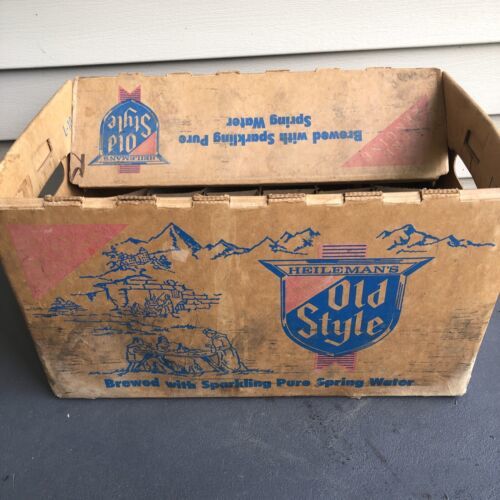 Brewed with Sparkling Pure
Spring Water
Old
Style
HEILEMAN'S
HEILEMAN'S
Old
Style
Brewed with Sparkling Pure Spring Water